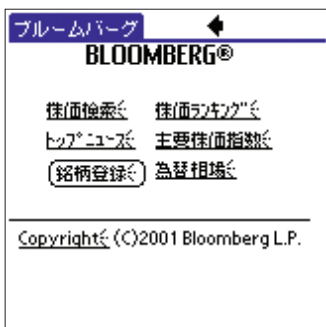 ブルームバーグ
BLOOMBERG®
株価検索 株価ランキング
トップニュース 主要株価指数
銘柄登録 為替相場
Copyright (C)2001 Bloomberg L.P.